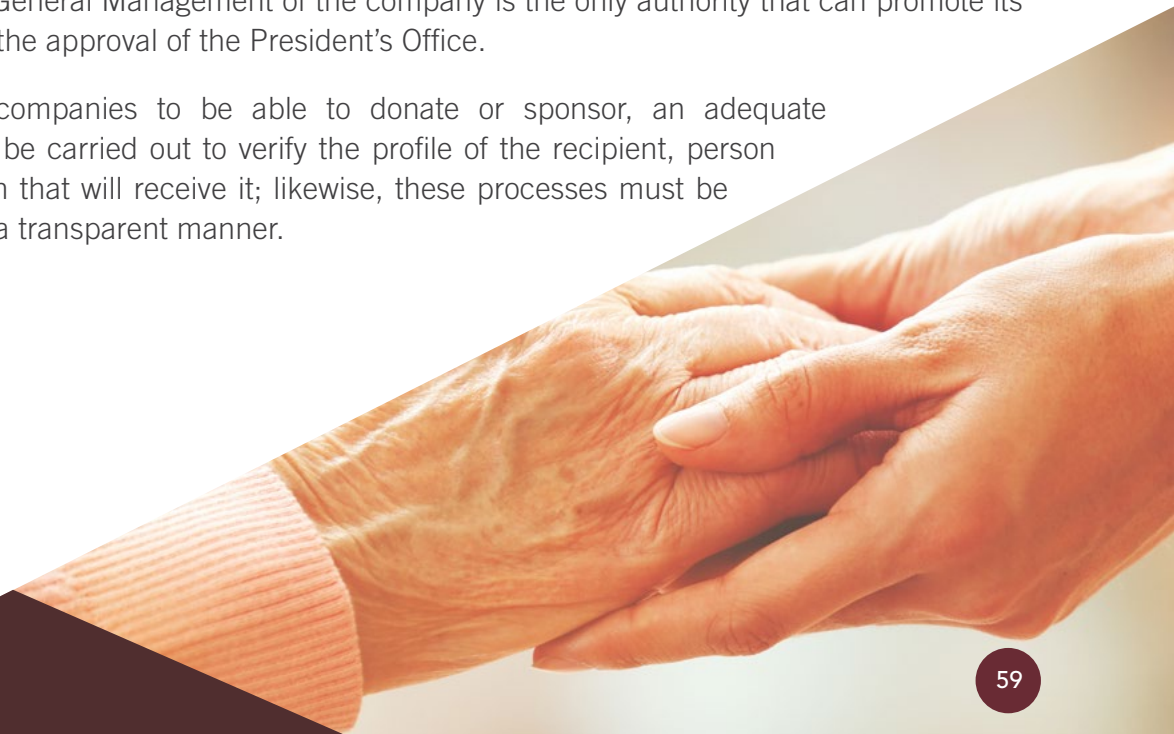 General Management of the company is the only authority that can promote its
the approval of the President’s Office.
companies to be able to donate or sponsor, an adequate
be carried out to verify the profile of the recipient, person
that will receive it; likewise, these processes must be
a transparent manner.
59